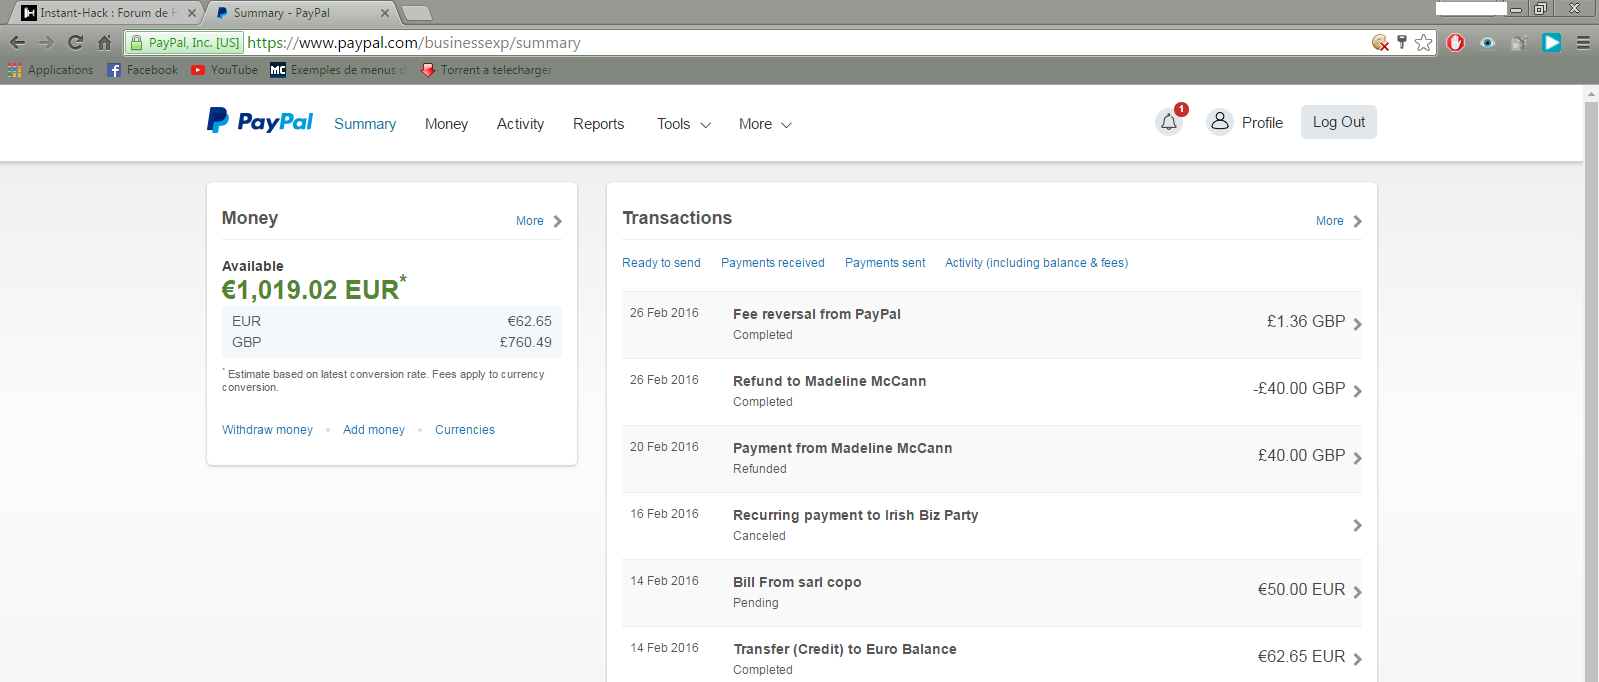 Instant-Hack : Forum de H
Summary - PayPal
PayPal, Inc. [US] https://www.paypal.com/businessexp/summary
Applications Facebook YouTube MC Exemples de menus d Torrent a telecharger
PayPal Summary Money Activity Reports Tools More 1 Profile Log Out
Money More
Available
€1,019.02 EUR*
EUR €62.65
GBP £760.49
* Estimate based on latest conversion rate. Fees apply to currency
conversion.
Withdraw money • Add money • Currencies
Transactions More
Ready to send Payments received Payments sent Activity (including balance & fees)
26 Feb 2016 Fee reversal from PayPal £1.36 GBP
Completed
26 Feb 2016 Refund to Madeline McCann -£40.00 GBP
Completed
20 Feb 2016 Payment from Madeline McCann £40.00 GBP
Refunded
16 Feb 2016 Recurring payment to Irish Biz Party
Canceled
14 Feb 2016 Bill From sarl copo €50.00 EUR
Pending
14 Feb 2016 Transfer (Credit) to Euro Balance €62.65 EUR
Completed